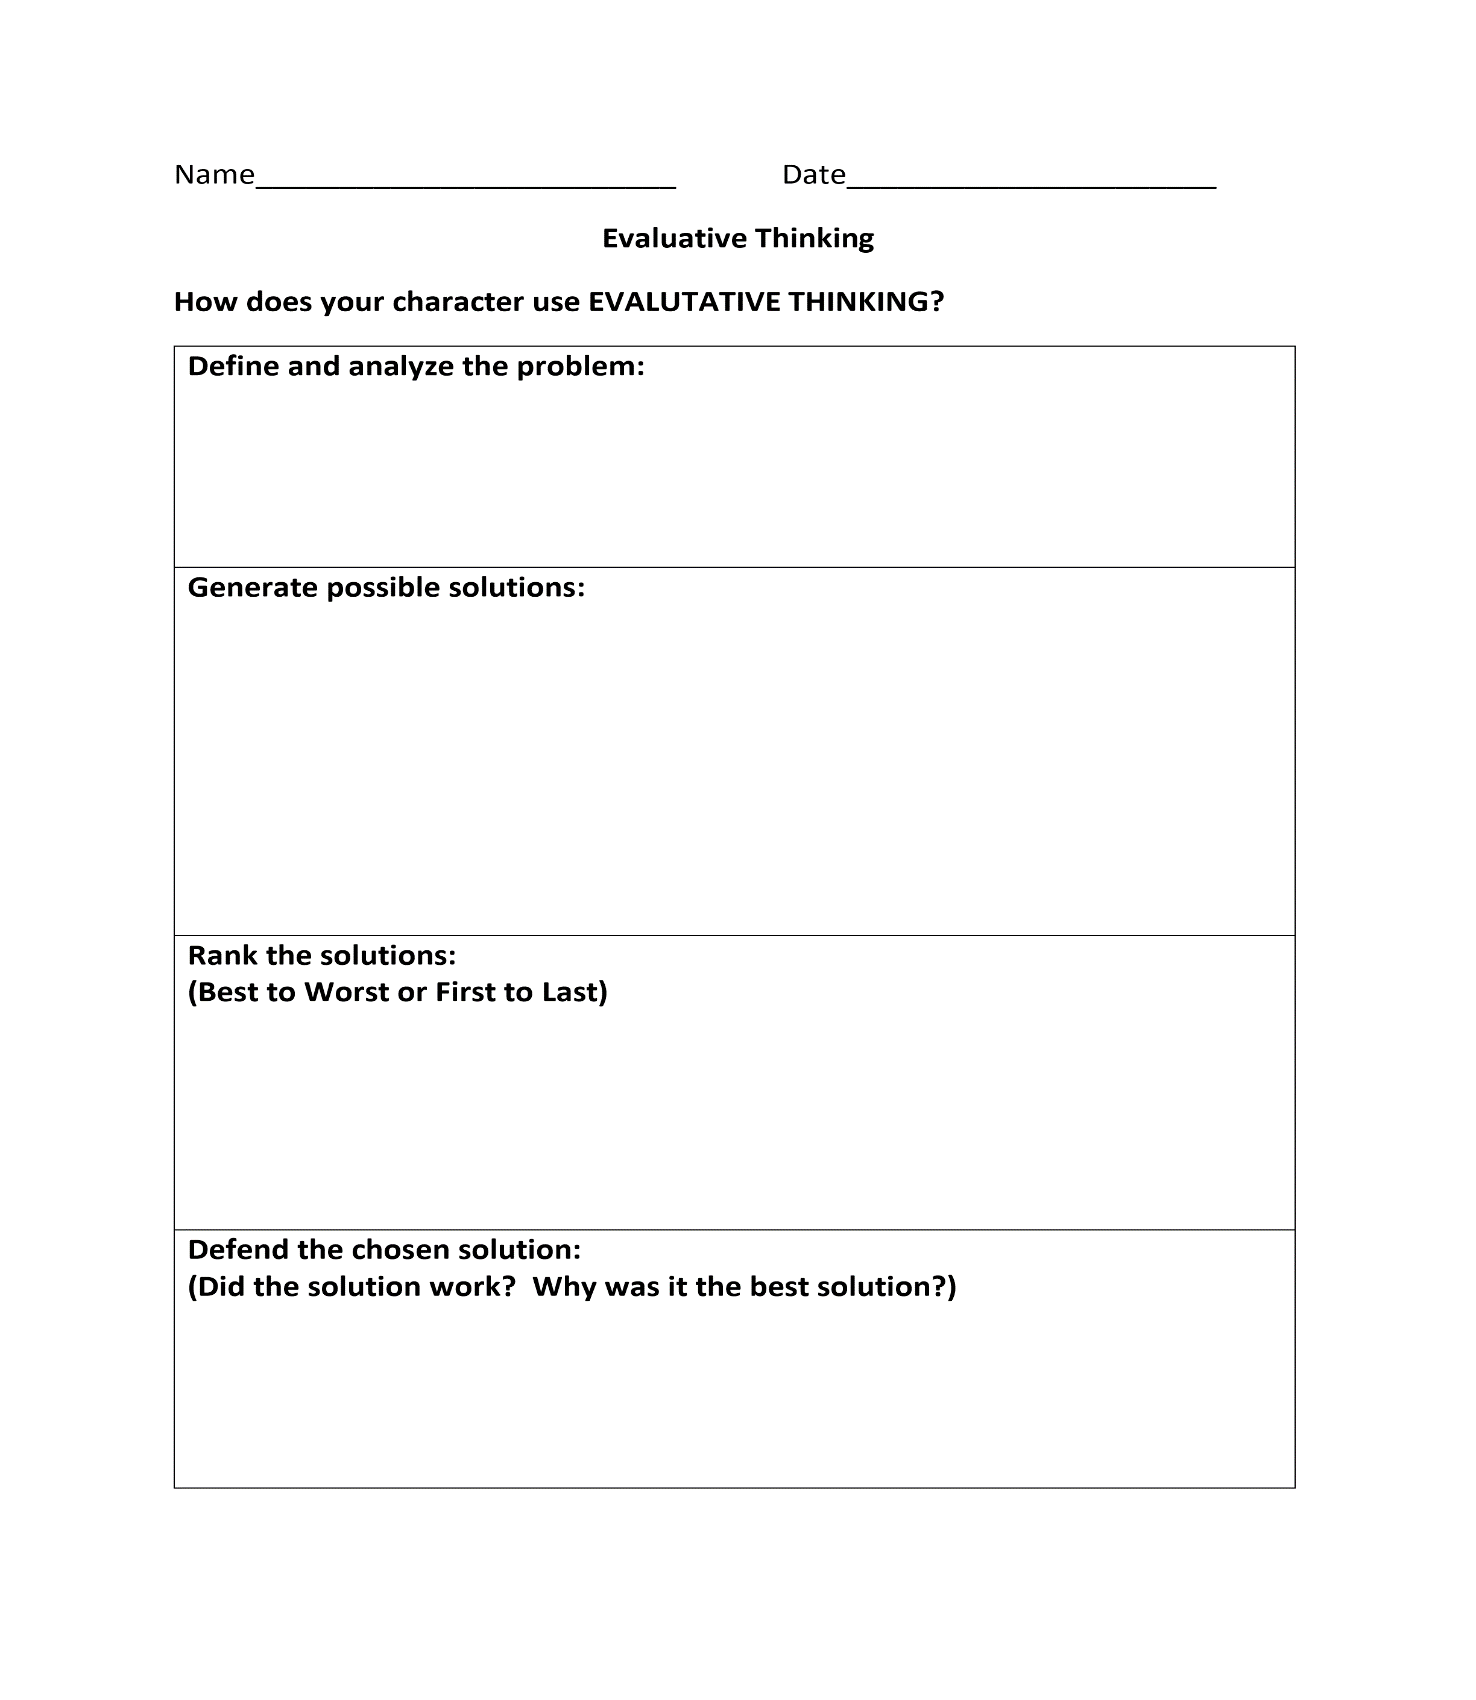 Name_________________________ Date______________________
Evaluative Thinking
How does your character use EVALUTATIVE THINKING?
Define and analyze the problem:
Generate possible solutions:
Rank the solutions:
(Best to Worst or First to Last)
Defend the chosen solution:
(Did the solution work?  Why was it the best solution?)